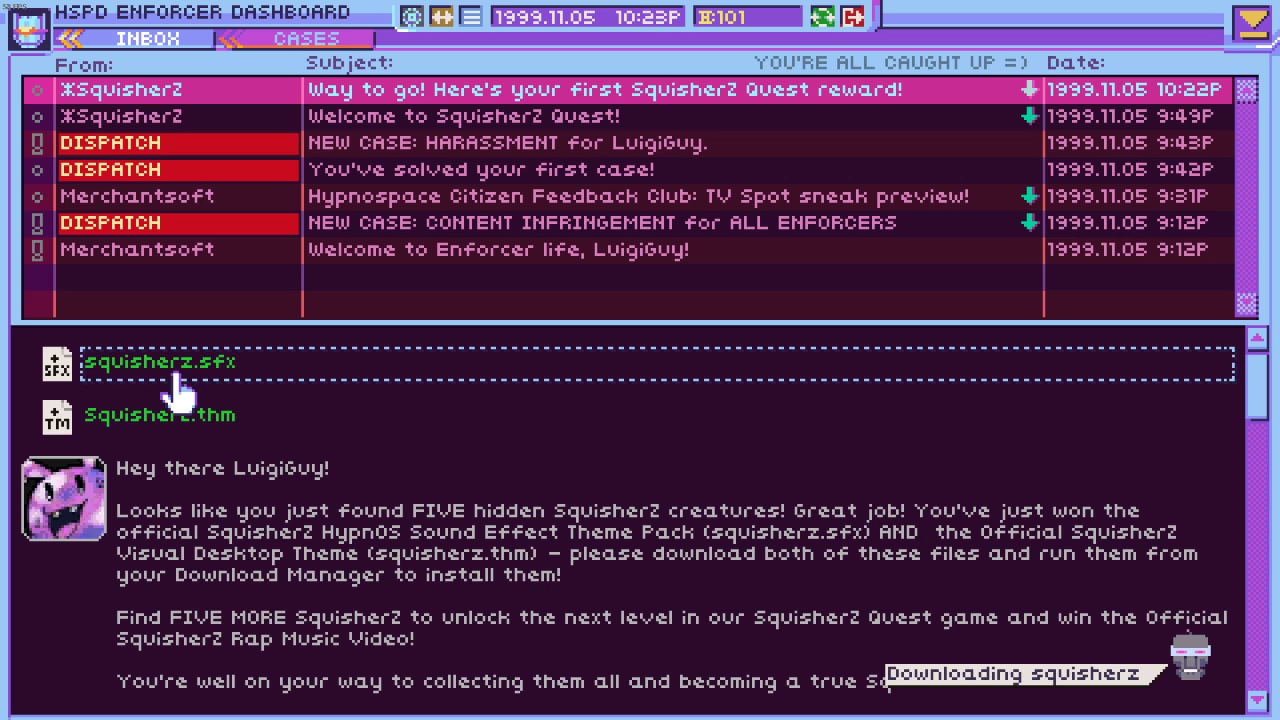 HSPD ENFORCER DASHBOARD
1999.11.05 10:23P
101
INBOX
CASES
From:
Subject:
YOU'RE ALL CAUGHT UP =)
Date:
SquisherZ
Way to go! Here's your first SquisherZ Quest reward!
1999.11.05 10:22P
SquisherZ
Welcome to SquisherZ Quest!
1999.11.05 9:49P
DISPATCH
NEW CASE: HARASSMENT for LuigiGuy.
1999.11.05 9:43P
DISPATCH
You've solved your first case!
1999.11.05 9:42P
Merchantsoft
Hypnospace Citizen Feedback Club: TV Spot sneak preview!
1999.11.05 9:31P
DISPATCH
NEW CASE: CONTENT INFRINGEMENT for ALL ENFORCERS
1999.11.05 9:12P
Merchantsoft
Welcome to Enforcer life, LuigiGuy!
1999.11.05 9:12P
+
SFX
squisherz.sfx
+
TM
Squisherz.thm
Hey there LuigiGuy!
Looks like you just found FIVE hidden SquisherZ creatures! Great job! You've just won the
official SquisherZ HypnOS Sound Effect Theme Pack (squisherz.sfx) AND the Official SquisherZ
Visual Desktop Theme (squisherz.thm) - please download both of these files and run them from
your Download Manager to install them!
Find FIVE MORE SquisherZ to unlock the next level in our SquisherZ Quest game and win the Official
SquisherZ Rap Music Video!
You're well on your way to collecting them all and becoming a true Sq
Downloading squisherz